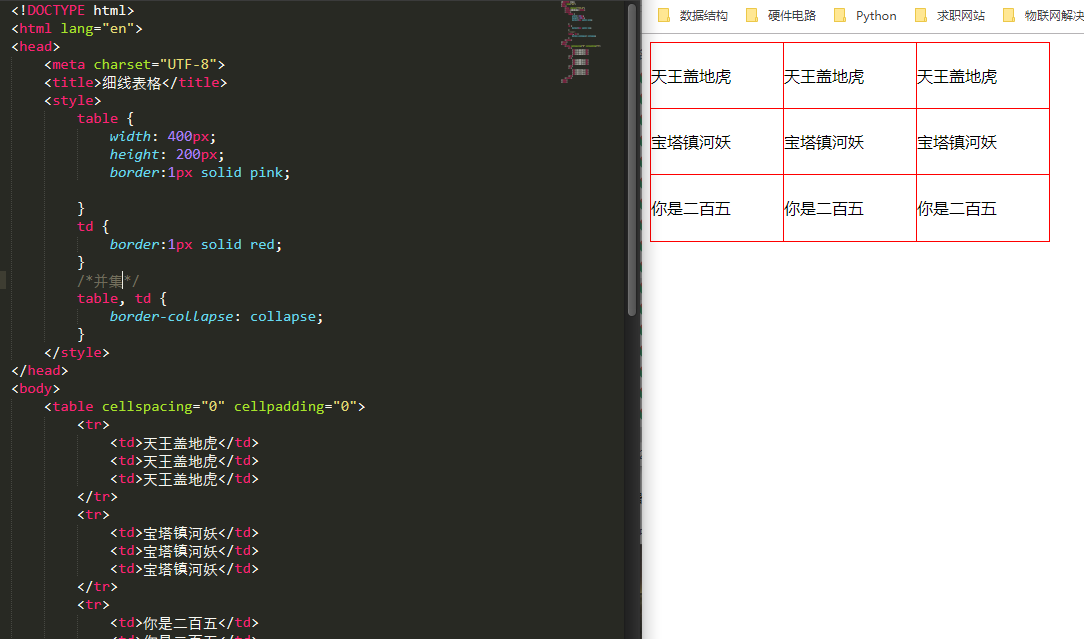 <!DOCTYPE html>
<html lang="en">
<head>
    <meta charset="UTF-8">
    <title>细线表格</title>
    <style>
        table {
            width: 400px;
            height: 200px;
            border:1px solid pink;

        }
        td {
            border:1px solid red;
        }
        /*并集*/
        table, td {
            border-collapse: collapse;
        }
    </style>
</head>
<body>
    <table cellspacing="0" cellpadding="0">
        <tr>
            <td>天王盖地虎</td>
            <td>天王盖地虎</td>
            <td>天王盖地虎</td>
        </tr>
        <tr>
            <td>宝塔镇河妖</td>
            <td>宝塔镇河妖</td>
            <td>宝塔镇河妖</td>
        </tr>
        <tr>
            <td>你是二百五</td>
数据结构 硬件电路 Python 求职网站 物联网解决
天王盖地虎 天王盖地虎 天王盖地虎
宝塔镇河妖 宝塔镇河妖 宝塔镇河妖
你是二百五 你是二百五 你是二百五